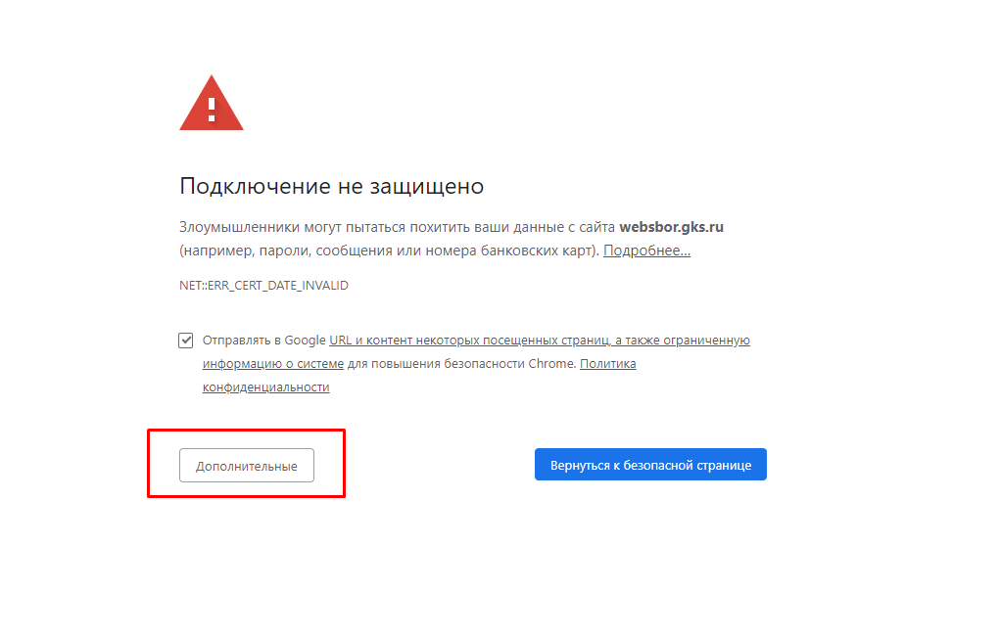 Подключение не защищено
Злоумышленники могут пытаться похитить ваши данные с сайта websbor.gks.ru
(например, пароли, сообщения или номера банковских карт). Подробнее...
NET::ERR_CERT_DATE_INVALID
Отправлять в Google URL и контент некоторых посещенных страниц, а также ограниченную
информацию о системе для повышения безопасности Chrome. Политика
конфиденциальности
Дополнительные
Вернуться к безопасной странице